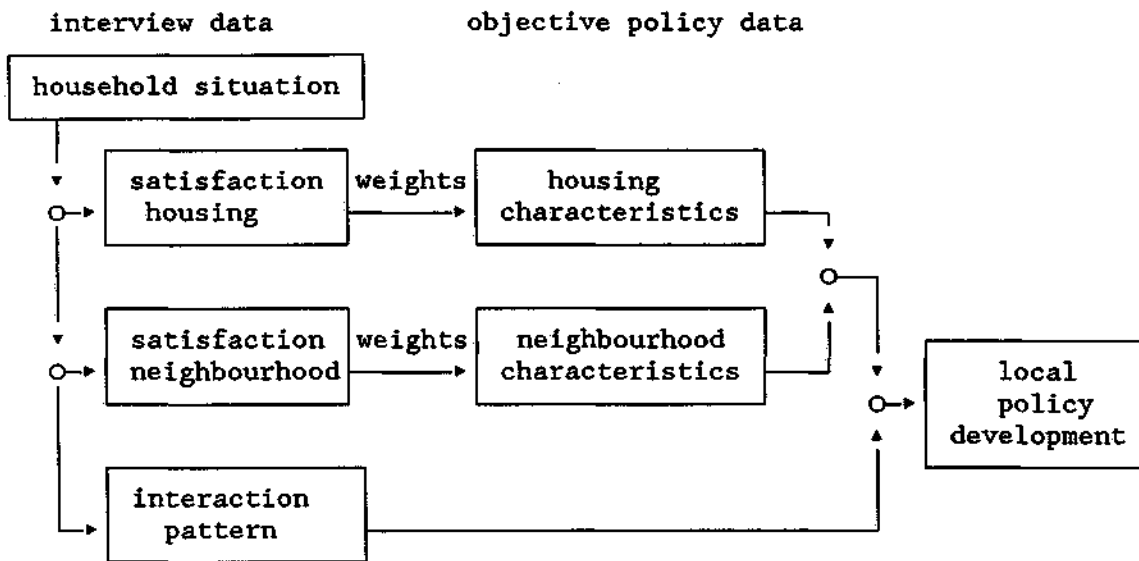 interview data
objective policy data
household situation
satisfaction
housing
weights
housing
characteristics
satisfaction
neighbourhood
weights
neighbourhood
characteristics
local
policy
development
interaction
pattern